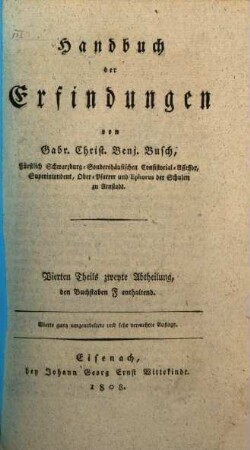 Handbuch
der
Erfindungen
von
Gabr. Christ. Benj. Busch,
Fürstlich Schwarzburg-Sondershäusischen Consistorial-Assessor,
Superintendent, Ober-Pfarrer und Ephorus der Schulen
zu Arnstadt.
Vierten Theils zweyte Abtheilung,
den Buchstaben F enthaltend.
Vierte ganz umgearbeitete und sehr vermehrte Auflage.
Eisenach,
bey Johann Georg Ernst Wittekindt.
1808.